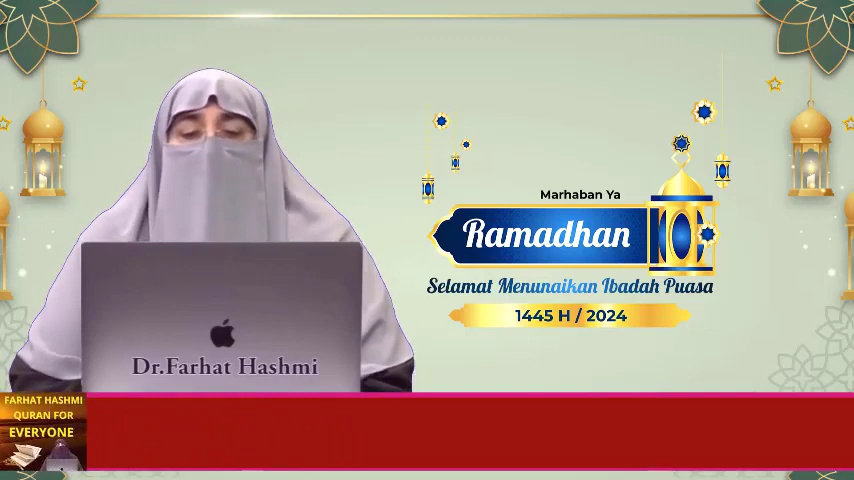 Marhaban Ya
Ramadhan
Selamat Menunaikan Ibadah Puasa
1445 H / 2024
Dr.Farhat Hashmi
FARHAT HASHMI
QURAN FOR
EVERYONE